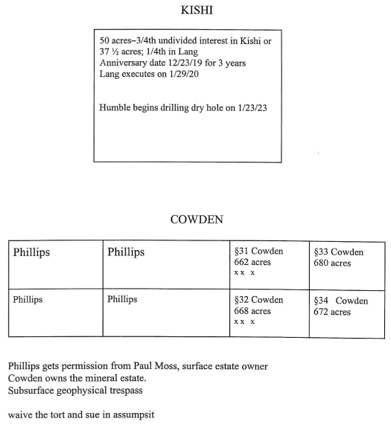 KISHI
50 acres–3/4th undivided interest in Kishi or
37 ½ acres; 1/4th in Lang
Anniversary date 12/23/19 for 3 years
Lang executes on 1/29/20
Humble begins drilling dry hole on 1/23/23
COWDEN
Phillips
Phillips
§31 Cowden
662 acres
xx x
§33 Cowden
680 acres
Phillips
Phillips
§32 Cowden
668 acres
xx x
§34 Cowden
672 acres
Phillips gets permission from Paul Moss, surface estate owner
Cowden owns the mineral estate.
Subsurface geophysical trespass
waive the tort and sue in assumpsit